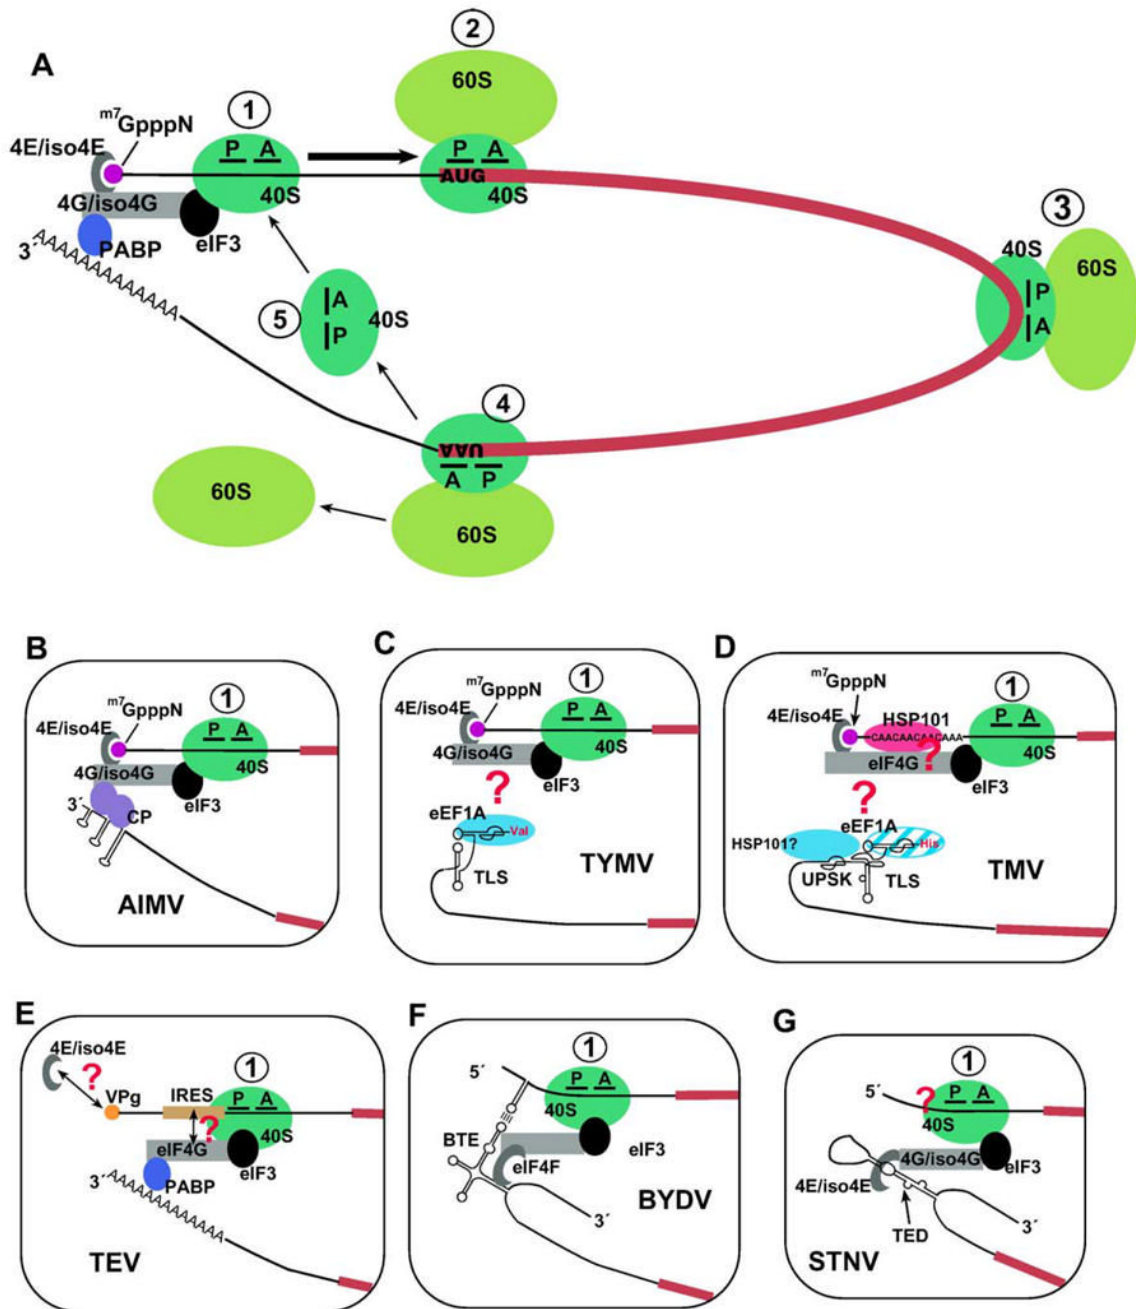 A
2
60S
1
m7GpppN
4E/iso4E
P A
P A
AUG
40S
40S
4G/iso4G
eIF3
PABP
3´
AAAAAAAAAAAA
3
40S
60S
P
A
5
A
P
40S
4
UAA
A P
60S
60S
B
1
m7GpppN
4E/iso4E
P A
40S
4G/iso4G
eIF3
3´
CP
AlMV
C
1
m7GpppN
4E/iso4E
P A
40S
4G/iso4G
eIF3
?
eEF1A
Val
TLS
TYMV
D
1
m7GpppN
4E/iso4E
HSP101
P A
CAACAACAACAAA
40S
eIF4G
?
eIF3
?
eEF1A
HSP101?
His
UPSK
TLS
TMV
E
4E/iso4E
1
?
VPg
IRES
P A
?
40S
eIF4G
eIF3
PABP
3´
AAAAAAAAAAAAA
TEV
F
1
5´
P A
40S
BTE
eIF4F
eIF3
3´
BYDV
G
1
5´
?
P A
40S
4G/iso4G
eIF3
4E/iso4E
3´
TED
STNV